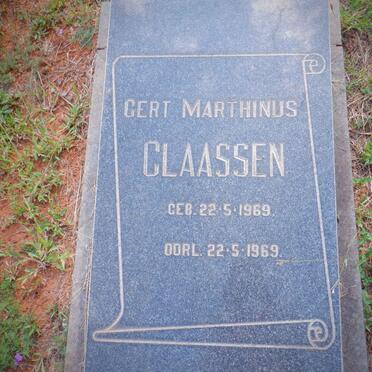 GERT MARTHINUS
CLAASSEN
GEB. 22·5·1969.
OORL. 22·5·1969.